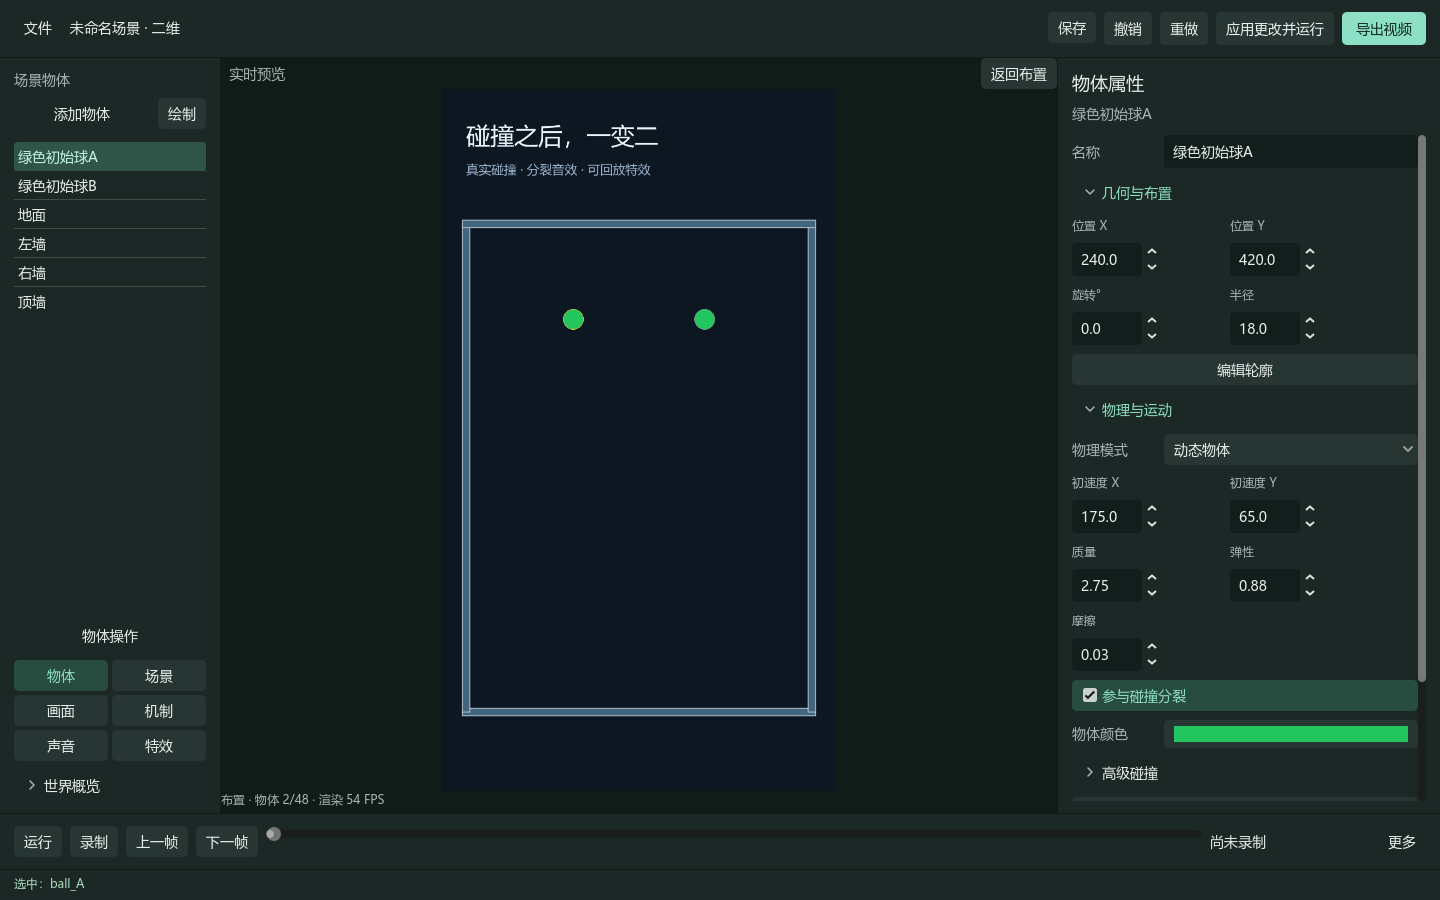 文件 未命名场景 · 二维 保存 撤销 重做 应用更改并运行 导出视频
场景物体
添加物体 绘制
绿色初始球A
绿色初始球B
地面
左墙
右墙
顶墙
物体操作
物体 场景
画面 机制
声音 特效
世界概览
实时预览 返回布置
碰撞之后，一变二
真实碰撞 · 分裂音效 · 可回放特效
布置 · 物体 2/48 · 渲染 54 FPS
物体属性
绿色初始球A
名称 绿色初始球A
几何与布置
位置 X 位置 Y
240.0 420.0
旋转° 半径
0.0 18.0
编辑轮廓
物理与运动
物理模式 动态物体
初速度 X 初速度 Y
175.0 65.0
质量 弹性
2.75 0.88
摩擦
0.03
参与碰撞分裂
物体颜色
高级碰撞
运行 录制 上一帧 下一帧 尚未录制 更多
选中：ball_A